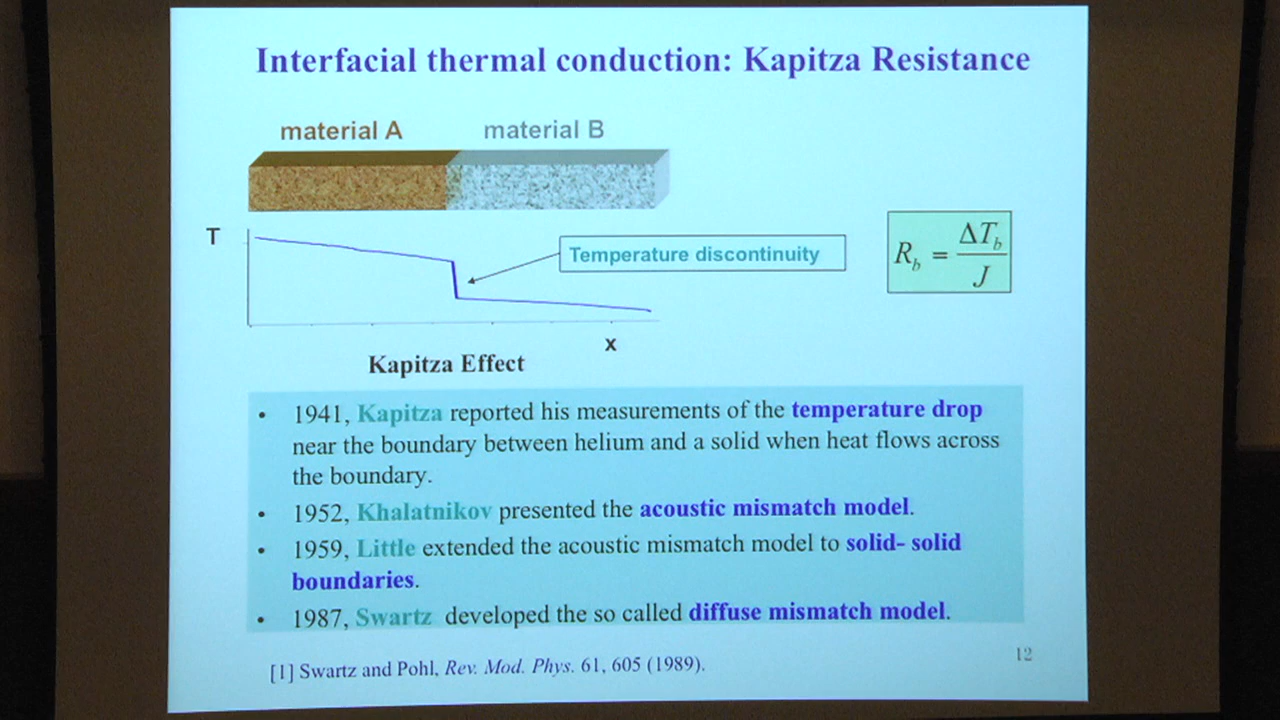 Interfacial thermal conduction: Kapitza Resistance
material A
material B
T
Temperature discontinuity
R_b = ΔT_b / J
x
Kapitza Effect
• 1941, Kapitza reported his measurements of the temperature drop
near the boundary between helium and a solid when heat flows across
the boundary.
• 1952, Khalatnikov presented the acoustic mismatch model.
• 1959, Little extended the acoustic mismatch model to solid- solid
boundaries.
• 1987, Swartz developed the so called diffuse mismatch model.
[1] Swartz and Pohl, Rev. Mod. Phys. 61, 605 (1989).
12